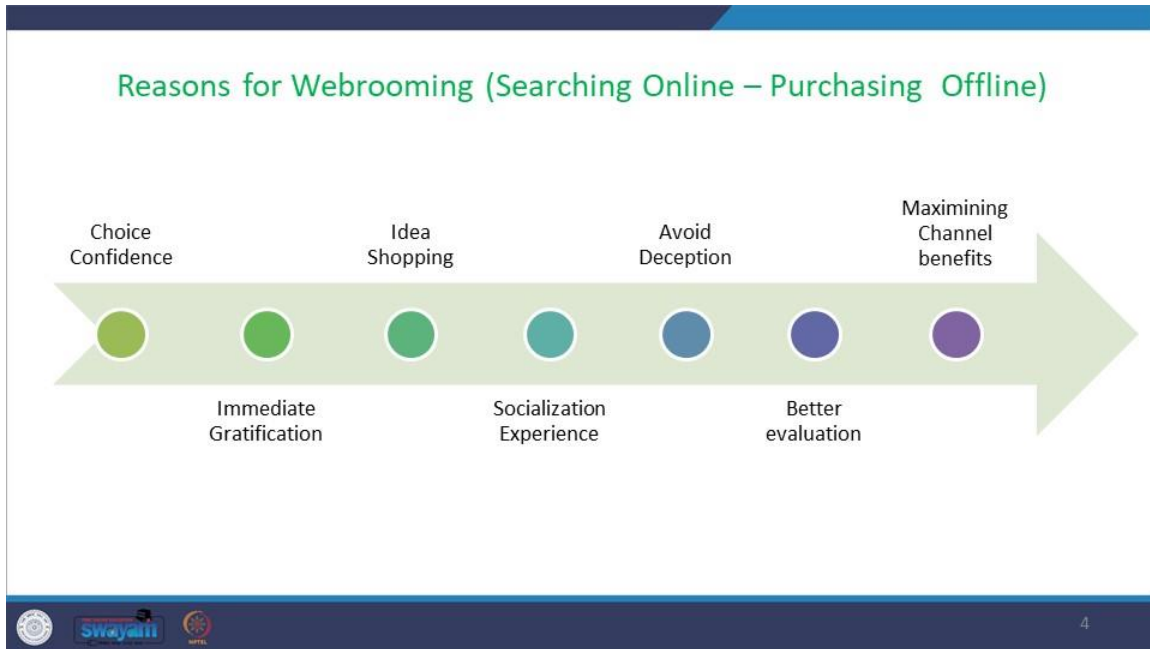 Reasons for Webrooming (Searching Online – Purchasing Offline)
Choice
Confidence
Immediate
Gratification
Idea
Shopping
Socialization
Experience
Avoid
Deception
Better
evaluation
Maximining
Channel
benefits
swayam
NPTEL
4